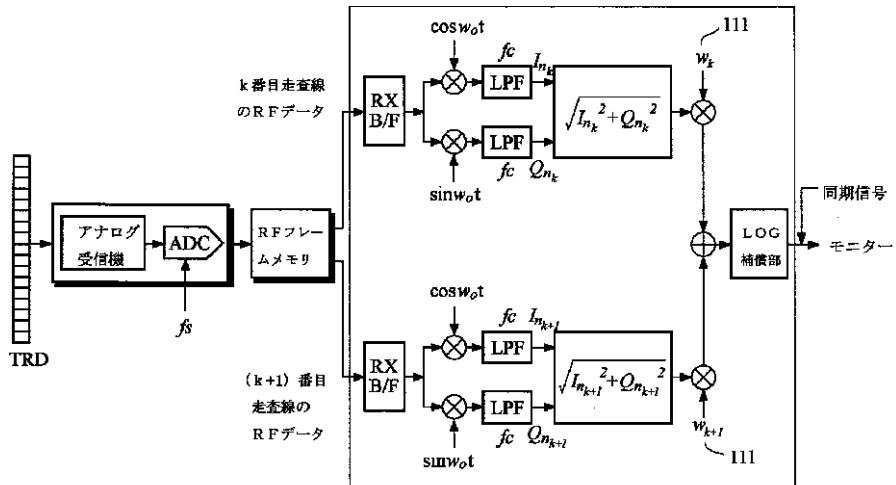 111
cosw₀t
fc
Iₙₖ
wₖ
k番目走査線
のRFデータ
RX
B/F
LPF
√Iₙₖ²+Qₙₖ²
LPF
fc
Qₙₖ
sinw₀t
同期信号
アナログ
受信機
ADC
RFフレー
ムメモリ
LOG
補償部
モニター
fs
TRD
cosw₀t
fc
Iₙₖ₊₁
(k+1)番目
走査線の
RFデータ
RX
B/F
LPF
√Iₙₖ₊₁²+Qₙₖ₊₁²
LPF
fc
Qₙₖ₊₁
sinw₀t
wₖ₊₁
111